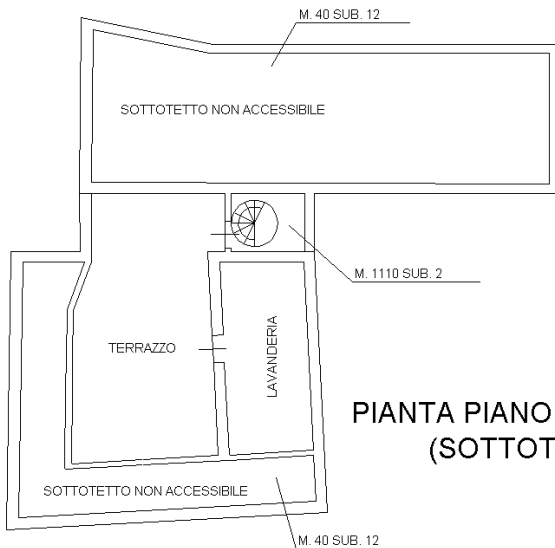 M. 40 SUB. 12
SOTTOTETTO NON ACCESSIBILE
M. 1110 SUB. 2
TERRAZZO
LAVANDERIA
PIANTA PIANO
(SOTTOT
SOTTOTETTO NON ACCESSIBILE
M. 40 SUB. 12